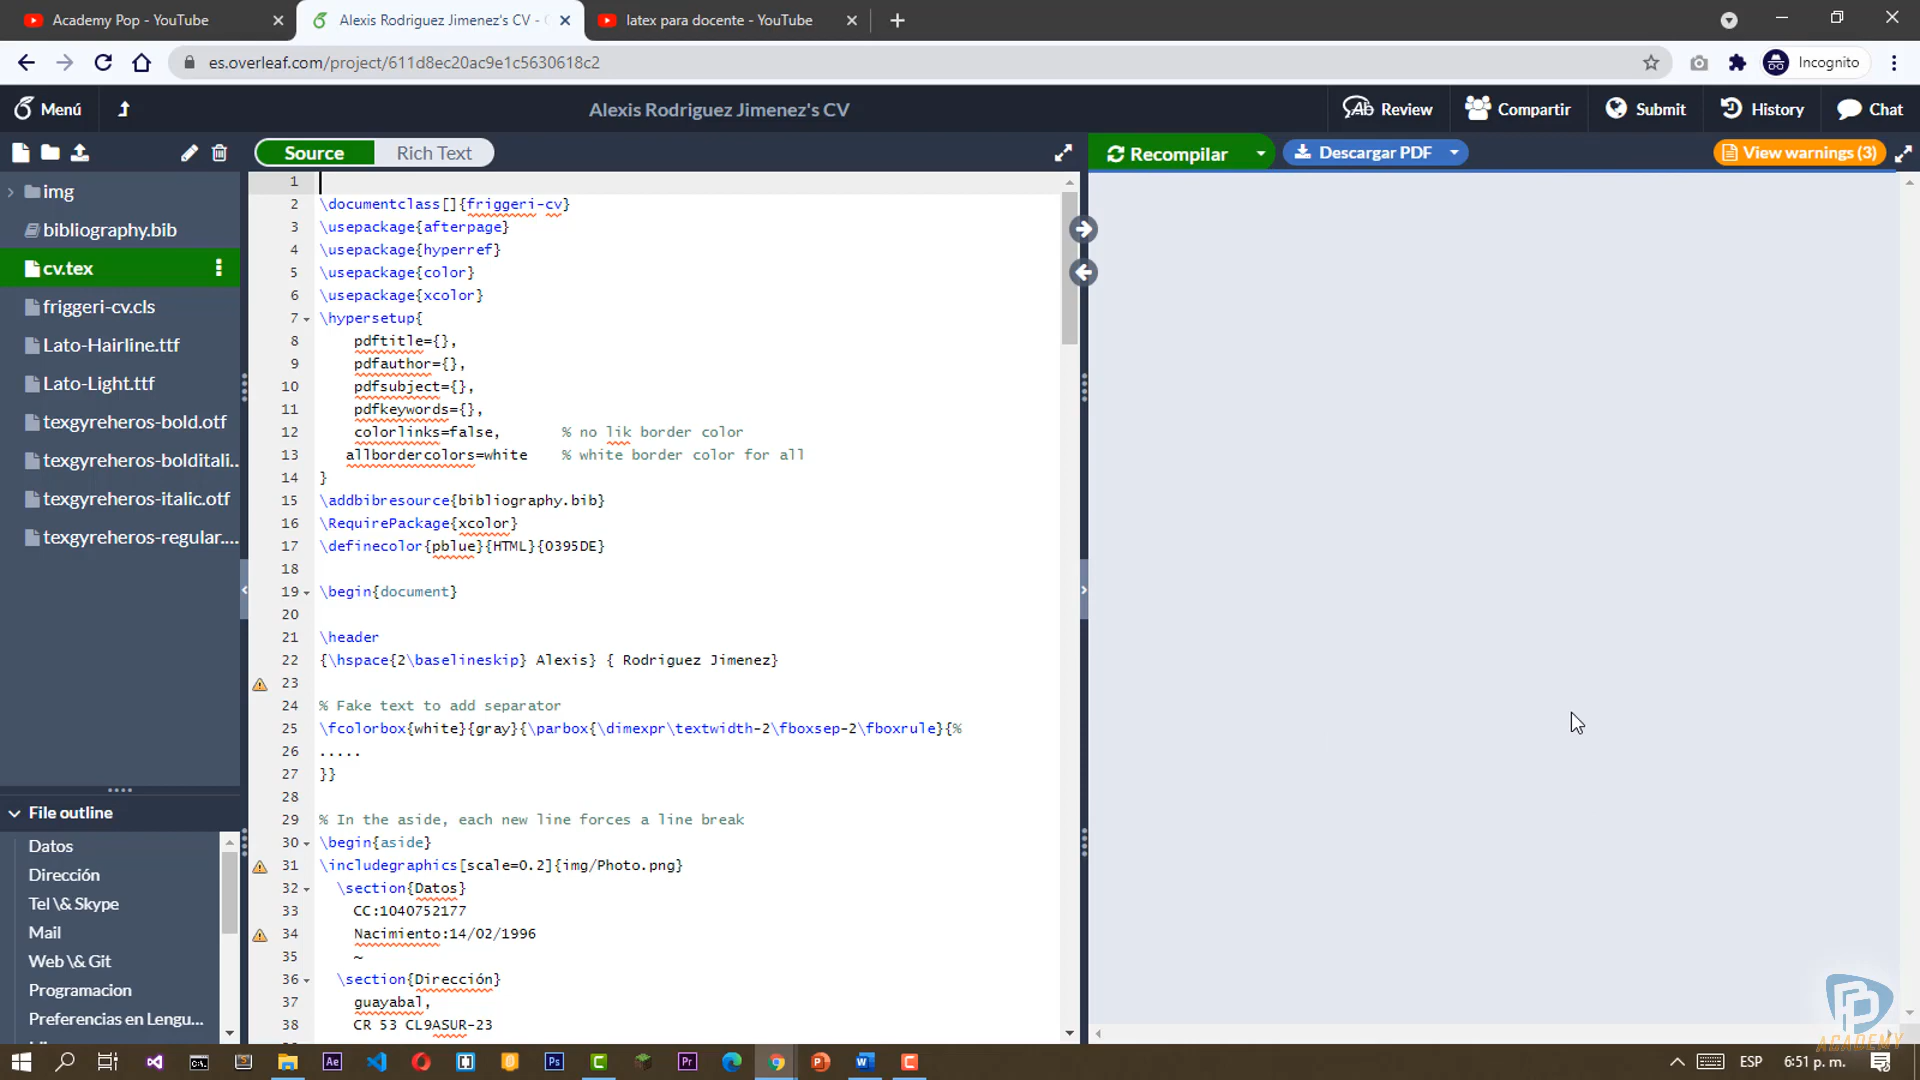 Academy Pop - YouTube
Alexis Rodriguez Jimenez's CV -
latex para docente - YouTube
es.overleaf.com/project/611d8ec20ac9e1c5630618c2
Incognito
Menú
Alexis Rodriguez Jimenez's CV
Review
Compartir
Submit
History
Chat
Source
Rich Text
Recompilar
Descargar PDF
View warnings (3)
img
bibliography.bib
cv.tex
friggeri-cv.cls
Lato-Hairline.ttf
Lato-Light.ttf
texgyreheros-bold.otf
texgyreheros-bolditali...
texgyreheros-italic.otf
texgyreheros-regular....
File outline
Datos
Dirección
Tel \& Skype
Mail
Web \& Git
Programacion
Preferencias en Lengu...
1
2 \documentclass[]{friggeri-cv}
3 \usepackage{afterpage}
4 \usepackage{hyperref}
5 \usepackage{color}
6 \usepackage{xcolor}
7 \hypersetup{
8 pdftitle={},
9 pdfauthor={},
10 pdfsubject={},
11 pdfkeywords={},
12 colorlinks=false, % no lik border color
13 allbordercolors=white % white border color for all
14 }
15 \addbibresource{bibliography.bib}
16 \RequirePackage{xcolor}
17 \definecolor{pblue}{HTML}{0395DE}
18
19 \begin{document}
20
21 \header
22 {\hspace{2\baselineskip} Alexis} { Rodriguez Jimenez}
23
24 % Fake text to add separator
25 \fcolorbox{white}{gray}{\parbox{\dimexpr\textwidth-2\fboxsep-2\fboxrule}{%
26 .....
27 }}
28
29 % In the aside, each new line forces a line break
30 \begin{aside}
31 \includegraphics[scale=0.2]{img/Photo.png}
32 \section{Datos}
33 CC:1040752177
34 Nacimiento:14/02/1996
35 ~
36 \section{Dirección}
37 guayabal,
38 CR 53 CL9ASUR-23
ACADEMY
ESP
6:51 p. m.